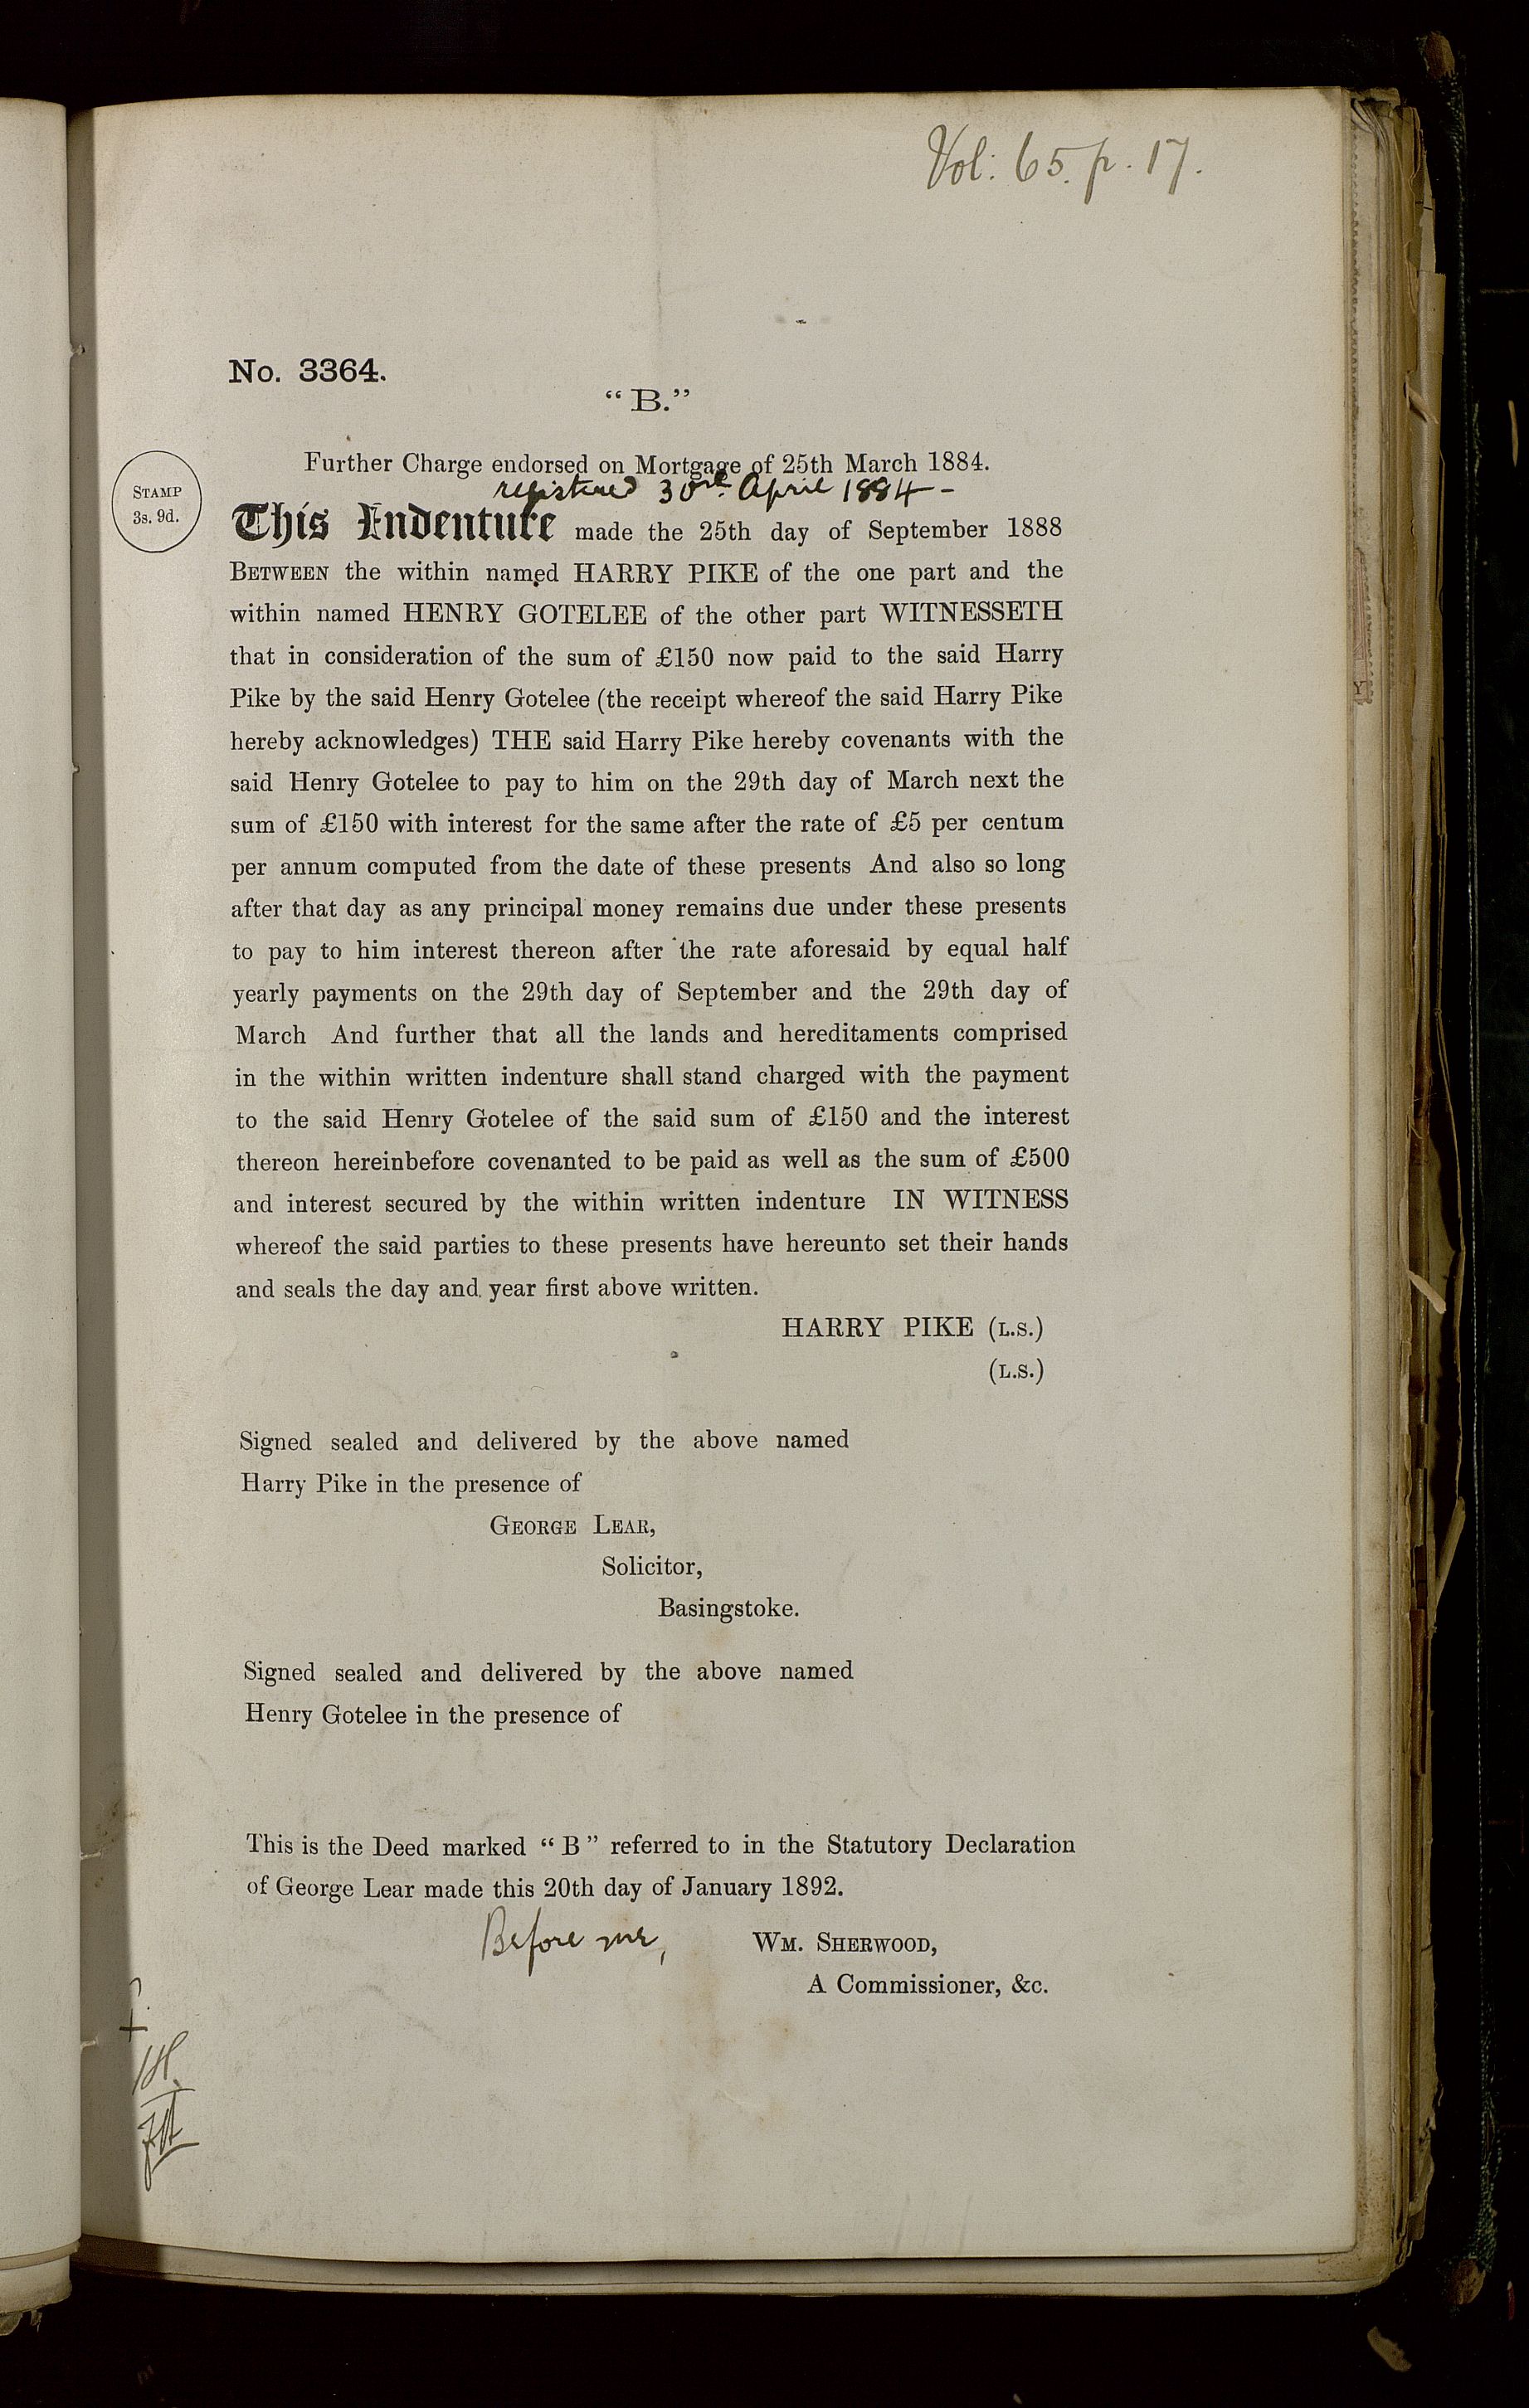 Vol: 65. p. 17.
No. 3364.
“ B.”
Further Charge endorsed on Mortgage of 25th March 1884.
registered 30th April 1884 –
STAMP
3s. 9d.
This Indenture made the 25th day of September 1888
BETWEEN the within named HARRY PIKE of the one part and the
within named HENRY GOTELEE of the other part WITNESSETH
that in consideration of the sum of £150 now paid to the said Harry
Pike by the said Henry Gotelee (the receipt whereof the said Harry Pike
hereby acknowledges) THE said Harry Pike hereby covenants with the
said Henry Gotelee to pay to him on the 29th day of March next the
sum of £150 with interest for the same after the rate of £5 per centum
per annum computed from the date of these presents And also so long
after that day as any principal money remains due under these presents
to pay to him interest thereon after the rate aforesaid by equal half
yearly payments on the 29th day of September and the 29th day of
March And further that all the lands and hereditaments comprised
in the within written indenture shall stand charged with the payment
to the said Henry Gotelee of the said sum of £150 and the interest
thereon hereinbefore covenanted to be paid as well as the sum of £500
and interest secured by the within written indenture IN WITNESS
whereof the said parties to these presents have hereunto set their hands
and seals the day and year first above written.
HARRY PIKE (L.S.)
(L.S.)
Signed sealed and delivered by the above named
Harry Pike in the presence of
GEORGE LEAR,
Solicitor,
Basingstoke.
Signed sealed and delivered by the above named
Henry Gotelee in the presence of
This is the Deed marked “ B ” referred to in the Statutory Declaration
of George Lear made this 20th day of January 1892.
Before me, WM. SHERWOOD,
A Commissioner, &c.